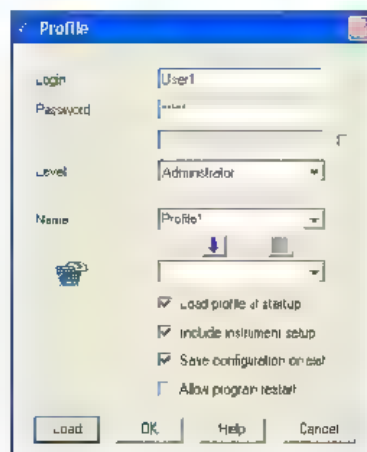 Profile
Login User1
Password
Level Administrator
Name Profile1
Load profile at startup
Include instrument setup
Save configuration on exit
Allow program restart
Load OK Help Cancel